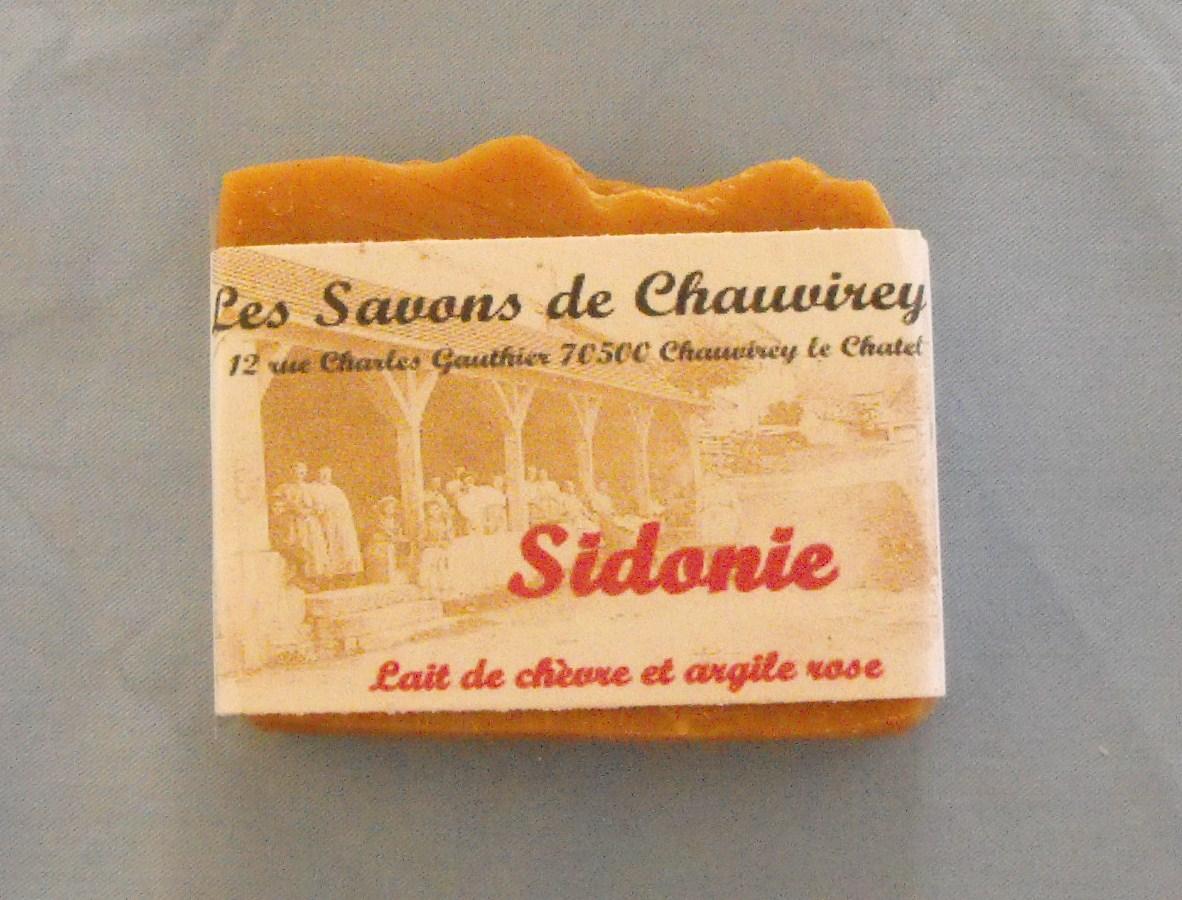 Les Savons de Chauvirey
12 rue Charles Gauthier 70500 Chauvirey le Chatel
Sidonie
Lait de chèvre et argile rose